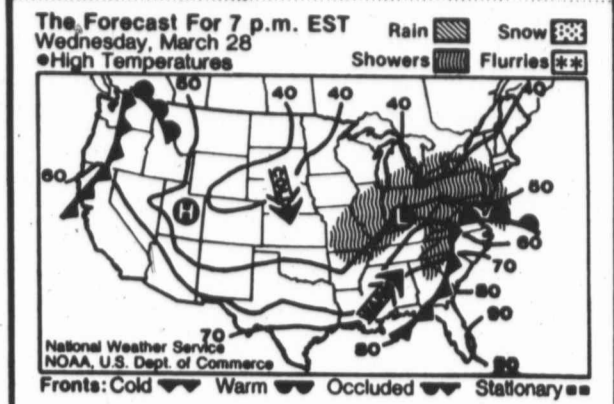 The Forecast For 7 p.m. EST
Wednesday, March 28
●High Temperatures
Rain Snow
Showers Flurries
60 40 40 40 40
60
H
50
60
70
80
90
70 80 90
National Weather Service
NOAA, U.S. Dept. of Commerce
Fronts: Cold Warm Occluded Stationary